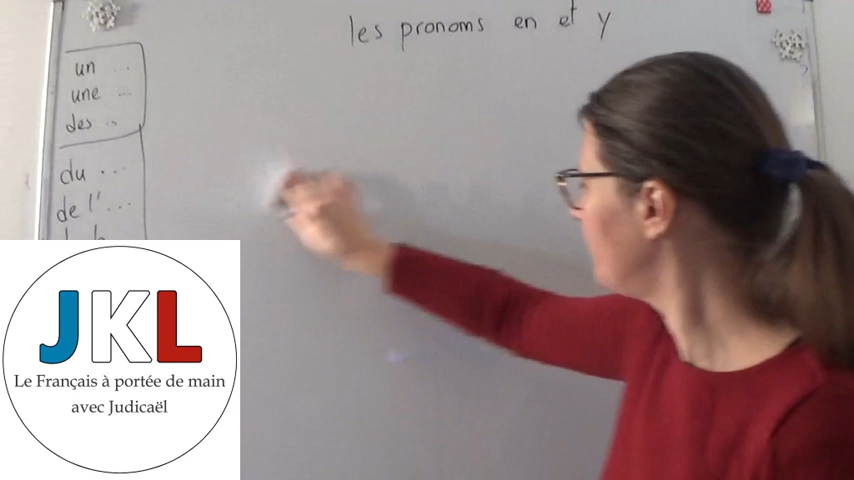 les pronoms en et y
un ...
une ...
des ..
du ...
de l' ...
JKL
Le Français à portée de main
avec Judicaël